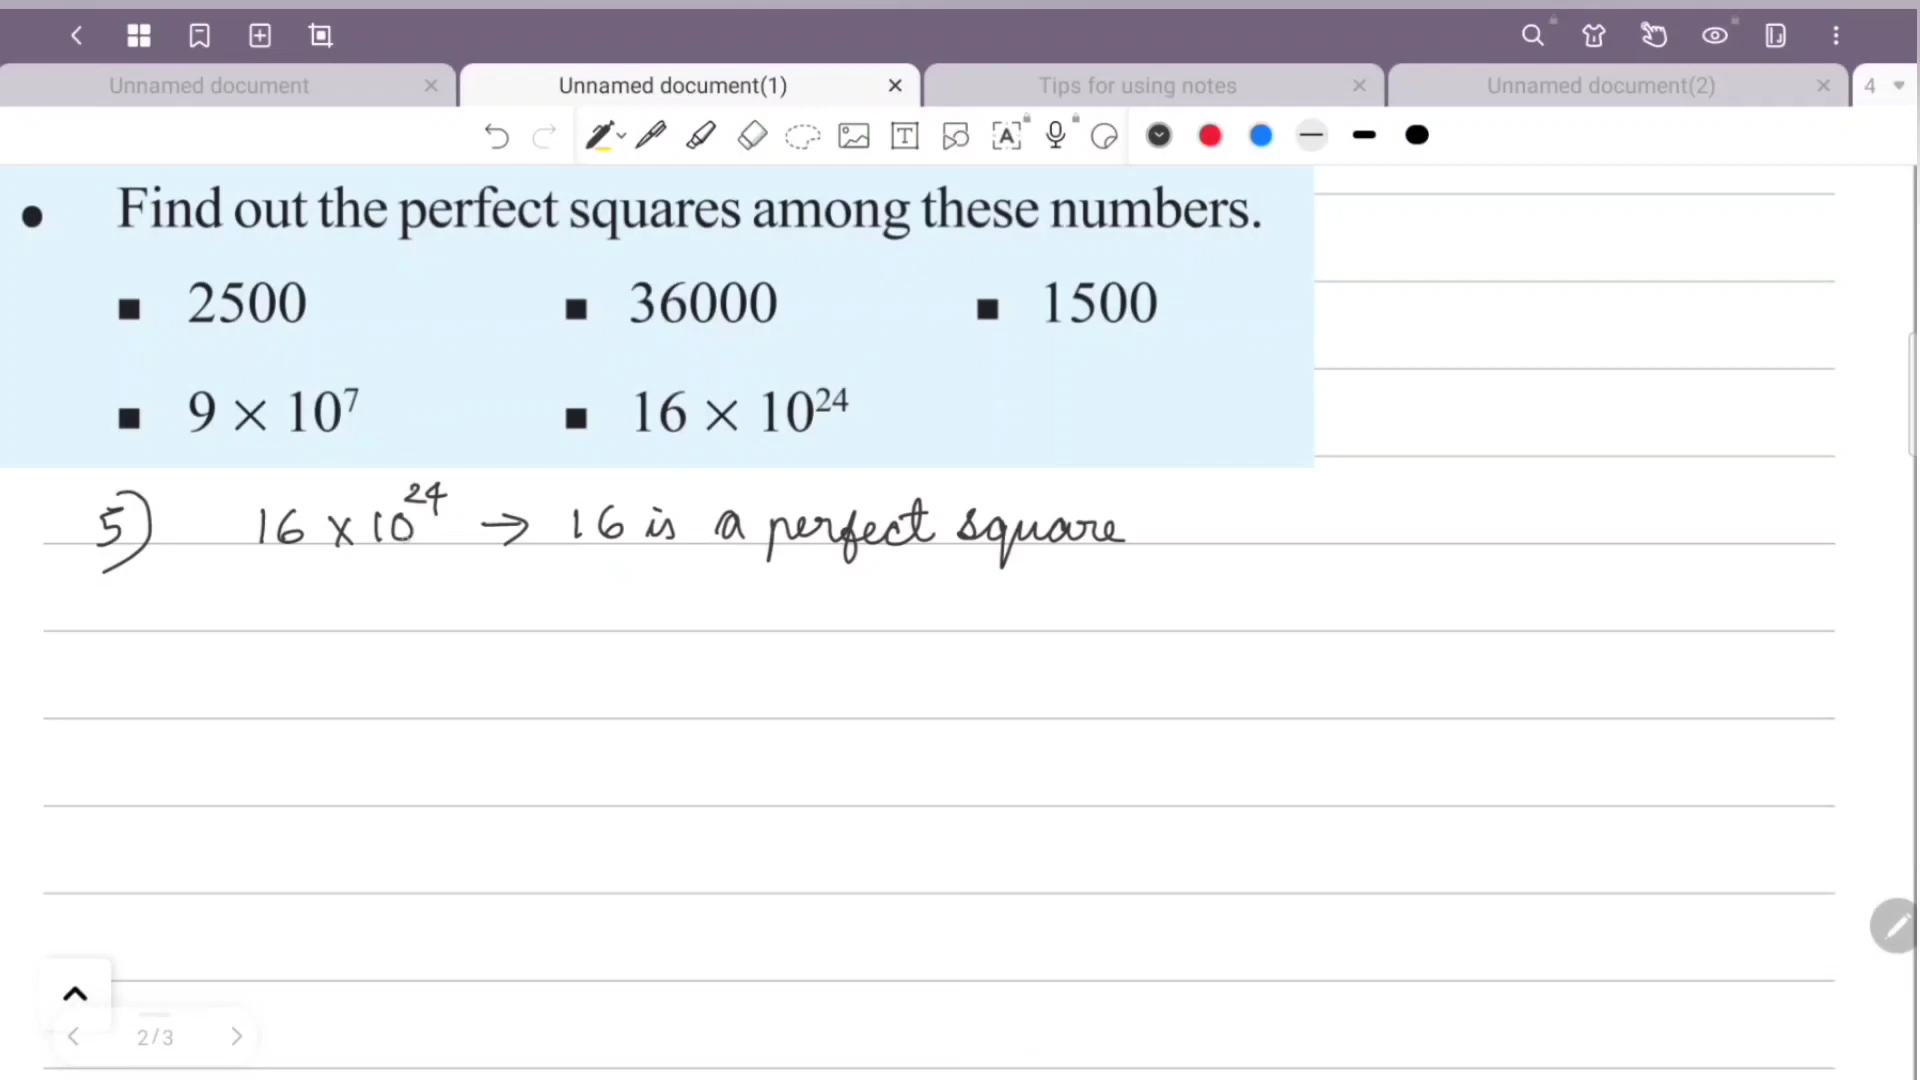 Unnamed document Unnamed document(1) Tips for using notes Unnamed document(2) 4
• Find out the perfect squares among these numbers.
▪ 2500 ▪ 36000 ▪ 1500
▪ 9 × 10⁷ ▪ 16 × 10²⁴
5) 16 × 10²⁴ → 16 is a perfect square
2/3